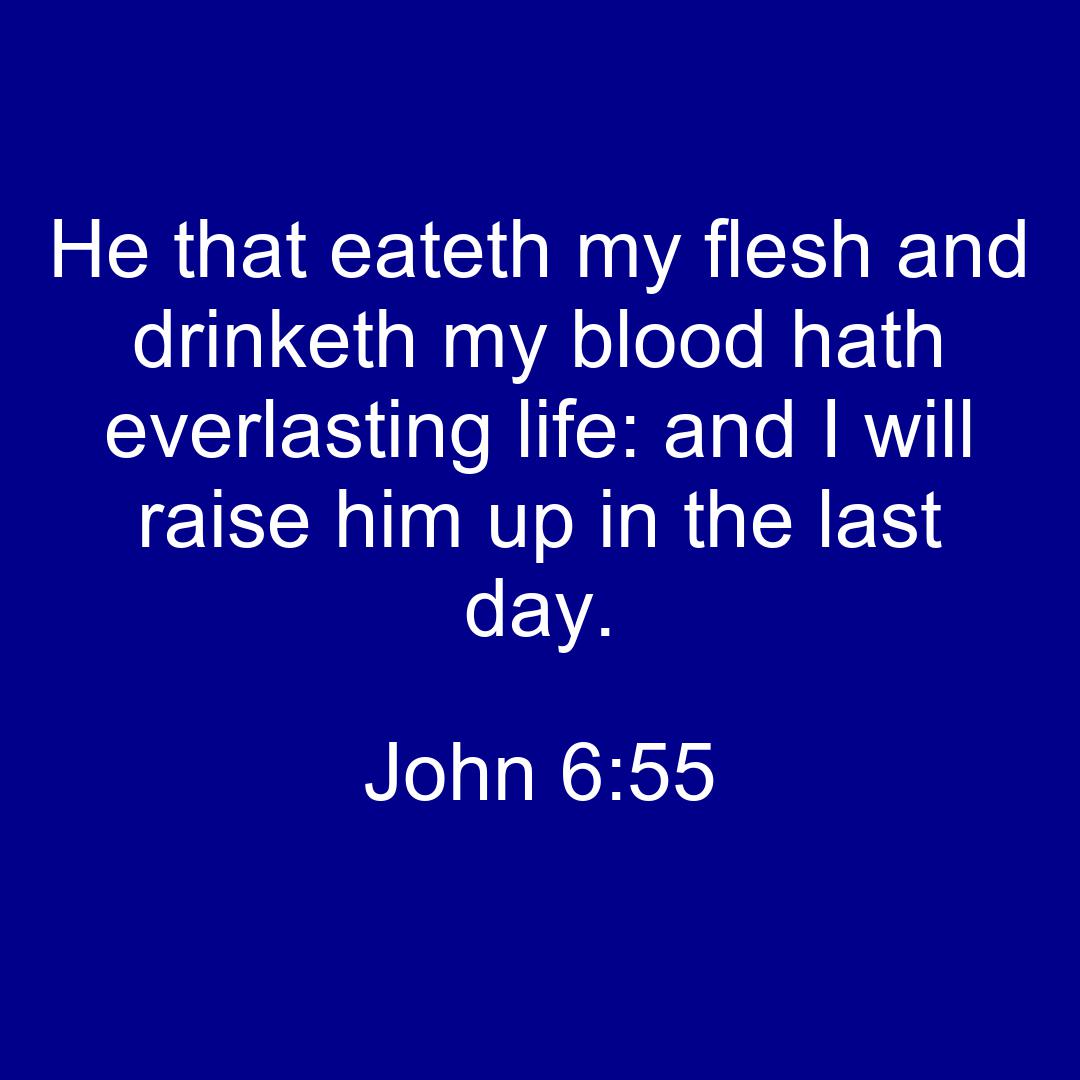 He that eateth my flesh and
drinketh my blood hath
everlasting life: and I will
raise him up in the last
day.
John 6:55